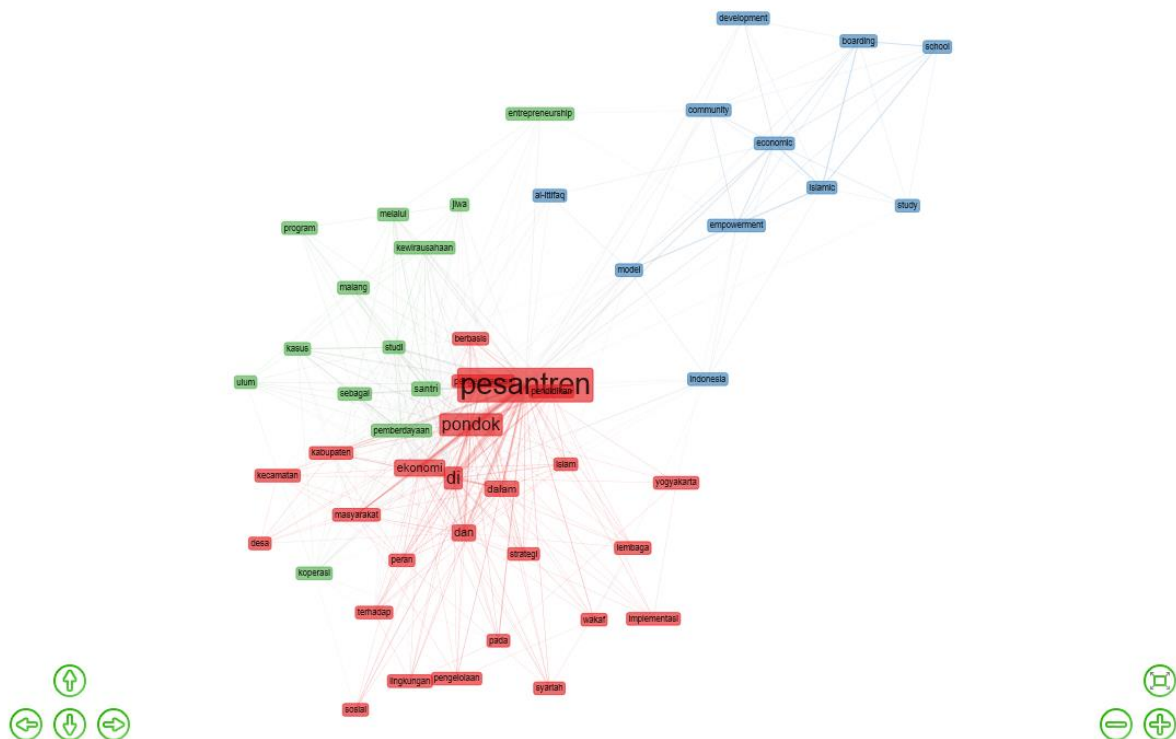 development
boarding
school
community
entrepreneurship
economic
islamic
al-ittifaq
study
jiwa
melalui
empowerment
program
kewirausahaan
model
malang
berbasis
kasus
studi
indonesia
ulum
pesantren
santri
pendidikan
sebagai
pondok
pemberdayaan
kabupaten
ekonomi
islam
kecamatan
di
yogyakarta
dalam
masyarakat
dan
desa
lembaga
strategi
peran
koperasi
terhadap
wakaf
implementasi
pada
lingkungan
pengelolaan
syariah
sosial